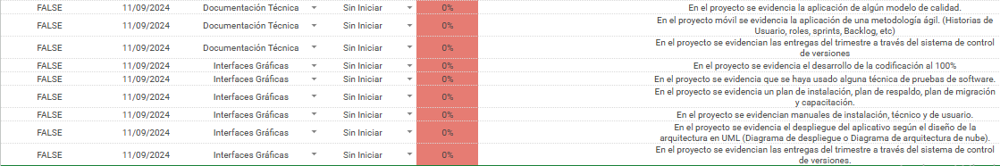 FALSE 11/09/2024 Documentación Técnica Sin Iniciar 0% En el proyecto se evidencia la aplicación de algún modelo de calidad.
FALSE 11/09/2024 Documentación Técnica Sin Iniciar 0% En el proyecto móvil se evidencia la aplicación de una metodología ágil. (Historias de
Usuario, roles, sprints, Backlog, etc)
FALSE 11/09/2024 Documentación Técnica Sin Iniciar 0% En el proyecto se evidencian las entregas del trimestre a través del sistema de control
de versiones
FALSE 11/09/2024 Interfaces Gráficas Sin Iniciar 0% En el proyecto se evidencia el desarrollo de la codificación al 100%
FALSE 11/09/2024 Interfaces Gráficas Sin Iniciar 0% En el proyecto se evidencia que se haya usado alguna técnica de pruebas de software.
FALSE 11/09/2024 Interfaces Gráficas Sin Iniciar 0% En el proyecto se evidencia un plan de instalación, plan de respaldo, plan de migración
y capacitación.
FALSE 11/09/2024 Interfaces Gráficas Sin Iniciar 0% En el proyecto se evidencian manuales de instalación, técnico y de usuario.
FALSE 11/09/2024 Interfaces Gráficas Sin Iniciar 0% En el proyecto se evidencia el despliegue del aplicativo según el diseño de la
arquitectura en UML (Diagrama de despliegue o Diagrama de arquitectura de nube).
FALSE 11/09/2024 Interfaces Gráficas Sin Iniciar 0% En el proyecto se evidencian las entregas del trimestre a través del sistema de control
de versiones.